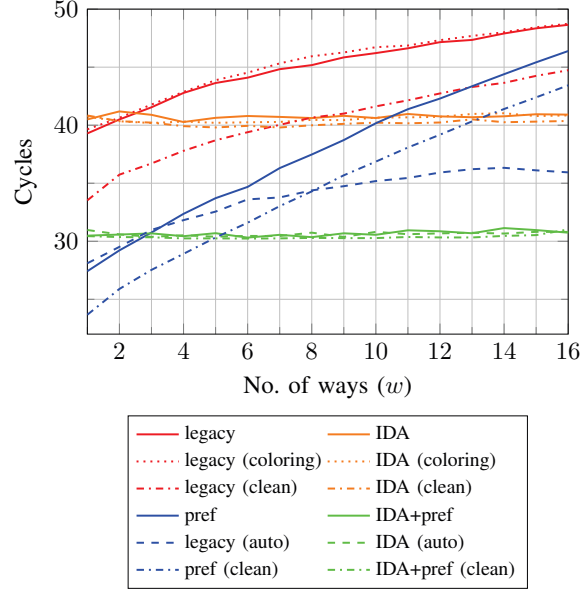 50
40
30
Cycles
2 4 6 8 10 12 14 16
No. of ways (w)
legacy IDA
legacy (coloring) IDA (coloring)
legacy (clean) IDA (clean)
pref IDA+pref
legacy (auto) IDA (auto)
pref (clean) IDA+pref (clean)